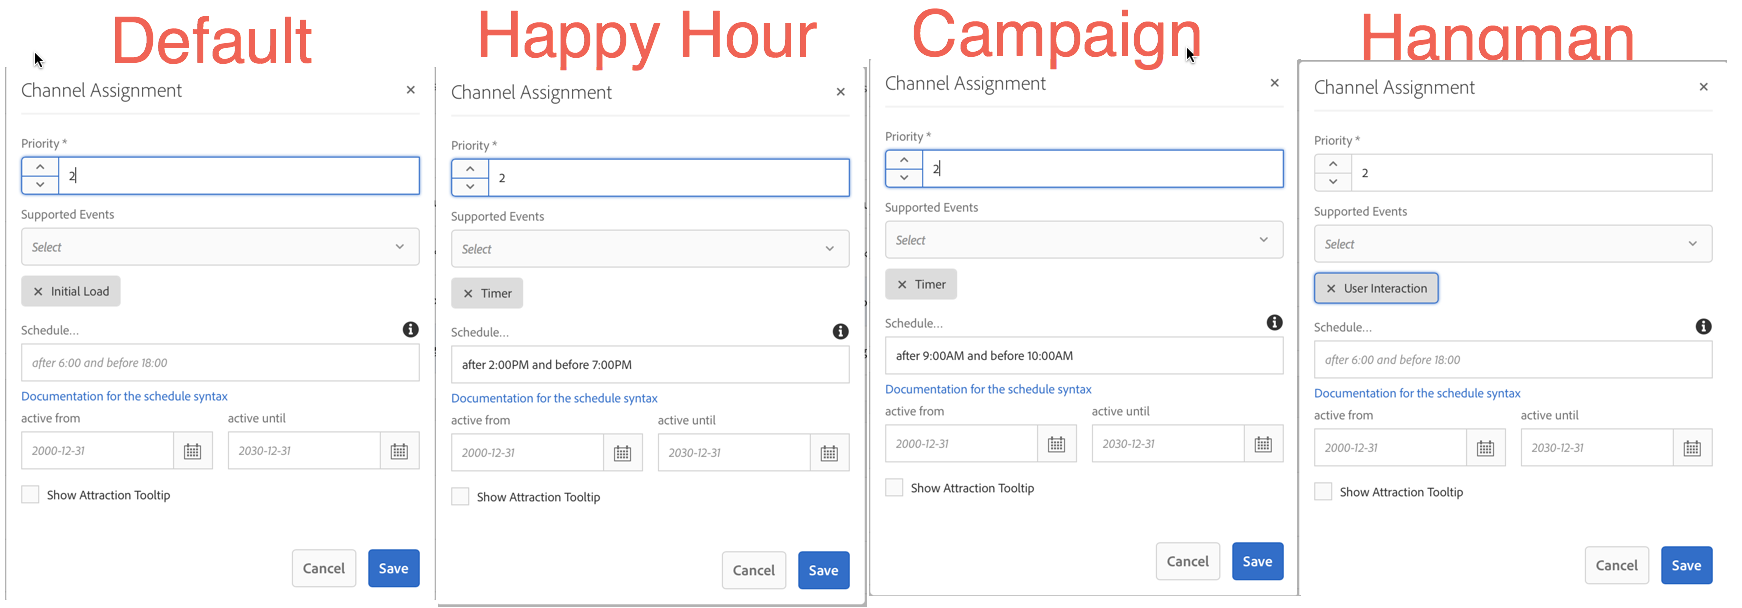 Default
Channel Assignment
Priority *
2
Supported Events
Select
Initial Load
Schedule...
after 6:00 and before 18:00
Documentation for the schedule syntax
active from active until
2000-12-31 2030-12-31
Show Attraction Tooltip
Cancel Save
Happy Hour
Channel Assignment
Priority *
2
Supported Events
Select
Timer
Schedule...
after 2:00PM and before 7:00PM
Documentation for the schedule syntax
active from active until
2000-12-31 2030-12-31
Show Attraction Tooltip
Cancel Save
Campaign
Channel Assignment
Priority *
2
Supported Events
Select
Timer
Schedule...
after 9:00AM and before 10:00AM
Documentation for the schedule syntax
active from active until
2000-12-31 2030-12-31
Show Attraction Tooltip
Cancel Save
Hangman
Channel Assignment
Priority *
2
Supported Events
Select
User Interaction
Schedule...
after 6:00 and before 18:00
Documentation for the schedule syntax
active from active until
2000-12-31 2030-12-31
Show Attraction Tooltip
Cancel Save